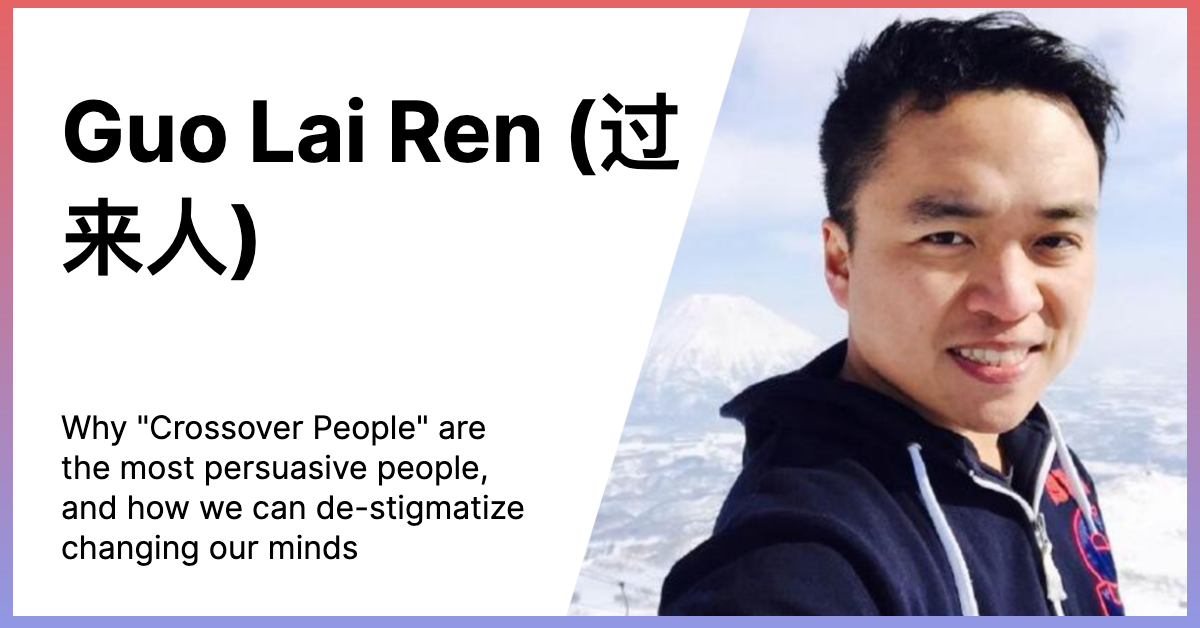 Guo Lai Ren (过
来人)
Why "Crossover People" are
the most persuasive people,
and how we can de-stigmatize
changing our minds